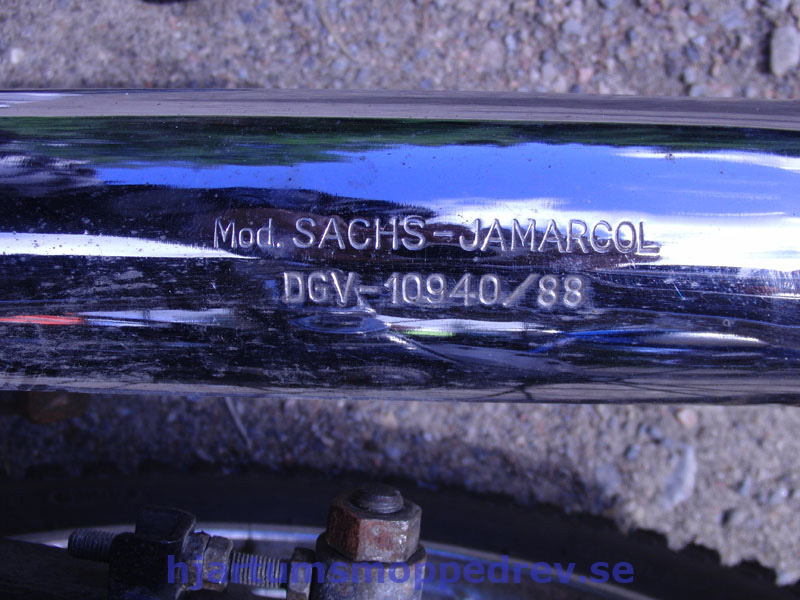 Mod. SACHS-JAMARCOL
DGV-10940/88
hjartumsmoppedrev.se